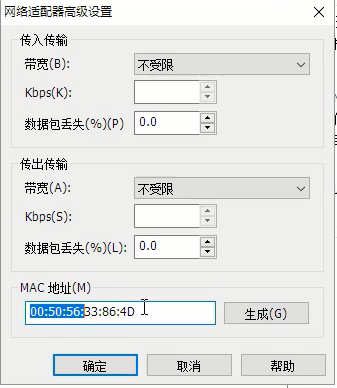 网络适配器高级设置
传入传输
带宽(B): 不受限
Kbps(K):
数据包丢失(%)(P) 0.0
传出传输
带宽(A): 不受限
Kbps(S):
数据包丢失(%)(L): 0.0
MAC 地址(M)
00:50:56:33:86:4D 生成(G)
确定 取消 帮助